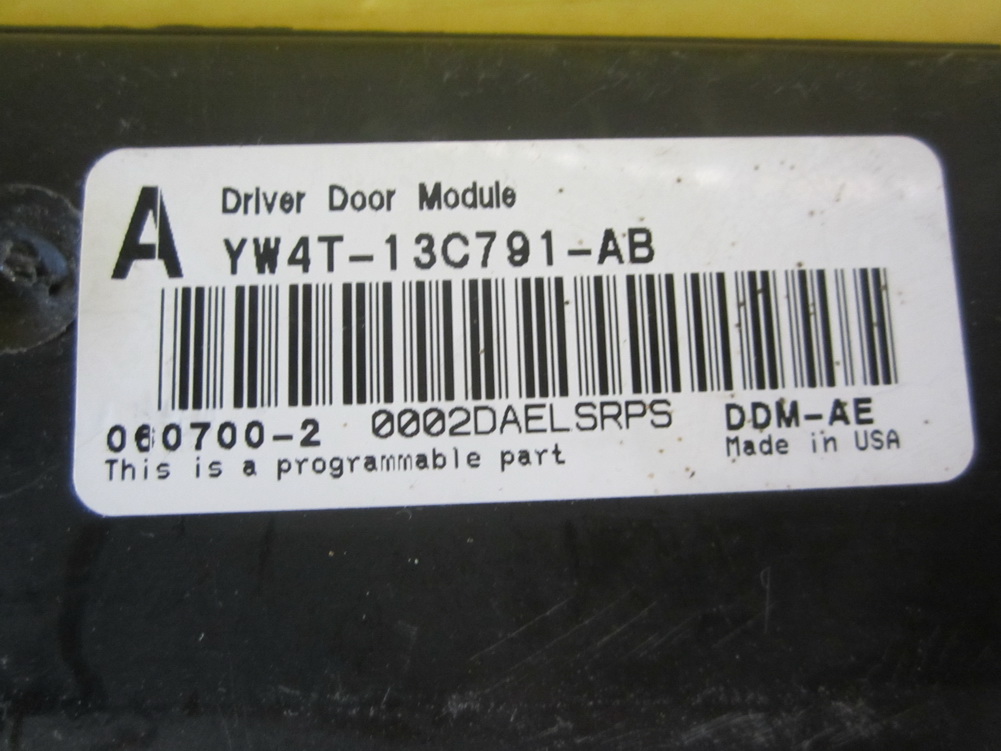 A Driver Door Module
YW4T-13C791-AB
060700-2 0002DAELSRPS DDM-AE
This is a programmable part Made in USA